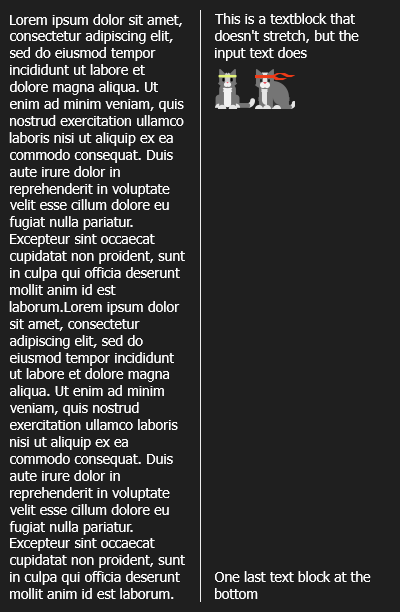 Lorem ipsum dolor sit amet,
consectetur adipiscing elit,
sed do eiusmod tempor
incididunt ut labore et
dolore magna aliqua. Ut
enim ad minim veniam, quis
nostrud exercitation ullamco
laboris nisi ut aliquip ex ea
commodo consequat. Duis
aute irure dolor in
reprehenderit in voluptate
velit esse cillum dolore eu
fugiat nulla pariatur.
Excepteur sint occaecat
cupidatat non proident, sunt
in culpa qui officia deserunt
mollit anim id est
laborum.Lorem ipsum dolor
sit amet, consectetur
adipiscing elit, sed do
eiusmod tempor incididunt
ut labore et dolore magna
aliqua. Ut enim ad minim
veniam, quis nostrud
exercitation ullamco laboris
nisi ut aliquip ex ea
commodo consequat. Duis
aute irure dolor in
reprehenderit in voluptate
velit esse cillum dolore eu
fugiat nulla pariatur.
Excepteur sint occaecat
cupidatat non proident, sunt
in culpa qui officia deserunt
mollit anim id est laborum.
This is a textblock that
doesn't stretch, but the
input text does
One last text block at the
bottom